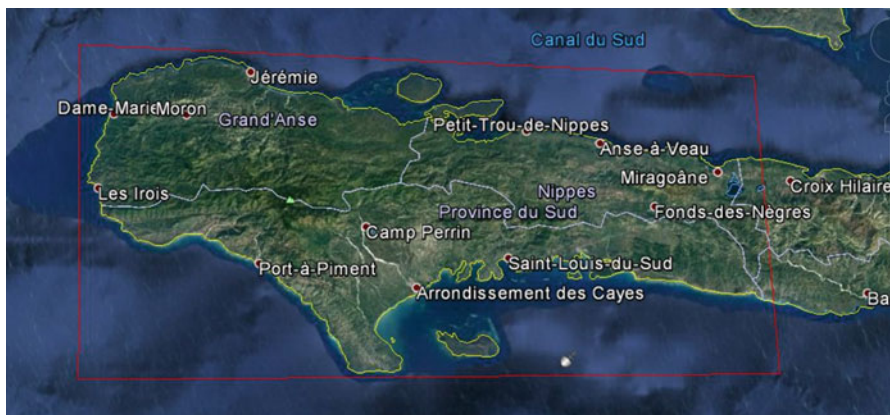 Canal du Sud
Jérémie
Dame-Marie
Moron
Grand'Anse
Petit-Trou-de-Nippes
Anse-à-Veau
Miragoâne
Croix Hilaire
Les Irois
Nippes
Province du Sud
Fonds-des-Nègres
Camp Perrin
Port-à-Piment
Saint-Louis-du-Sud
Arrondissement des Cayes
Ba